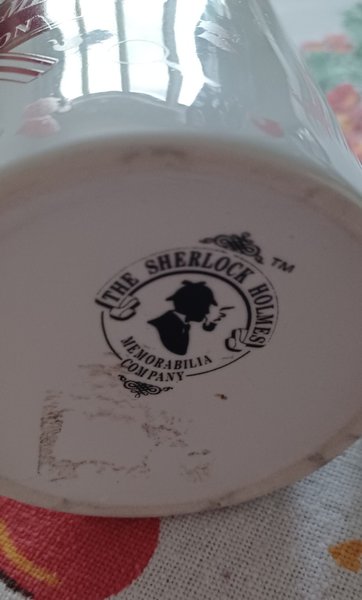 THE SHERLOCK HOLMES TM
MEMORABILIA
COMPANY